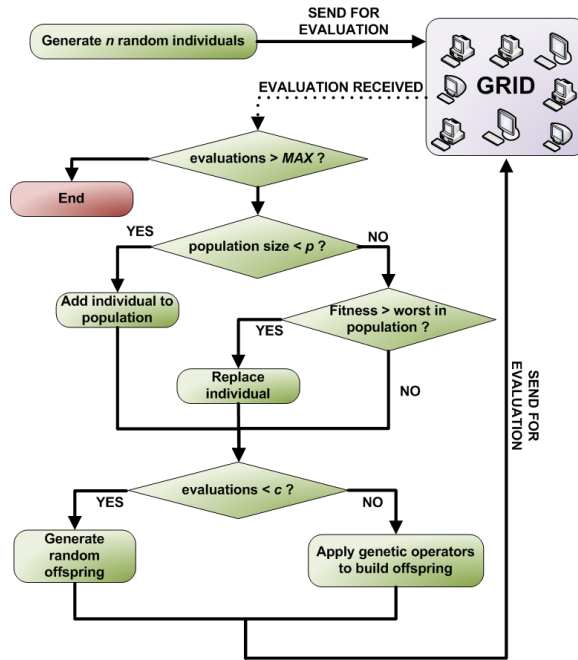 Generate n random individuals
SEND FOR
EVALUATION
GRID
EVALUATION RECEIVED
evaluations > MAX ?
End
population size < p ?
YES
NO
Add individual to
population
Fitness > worst in
population ?
YES
Replace
individual
NO
SEND FOR
EVALUATION
evaluations < c ?
YES
NO
Generate
random
offspring
Apply genetic operators
to build offspring